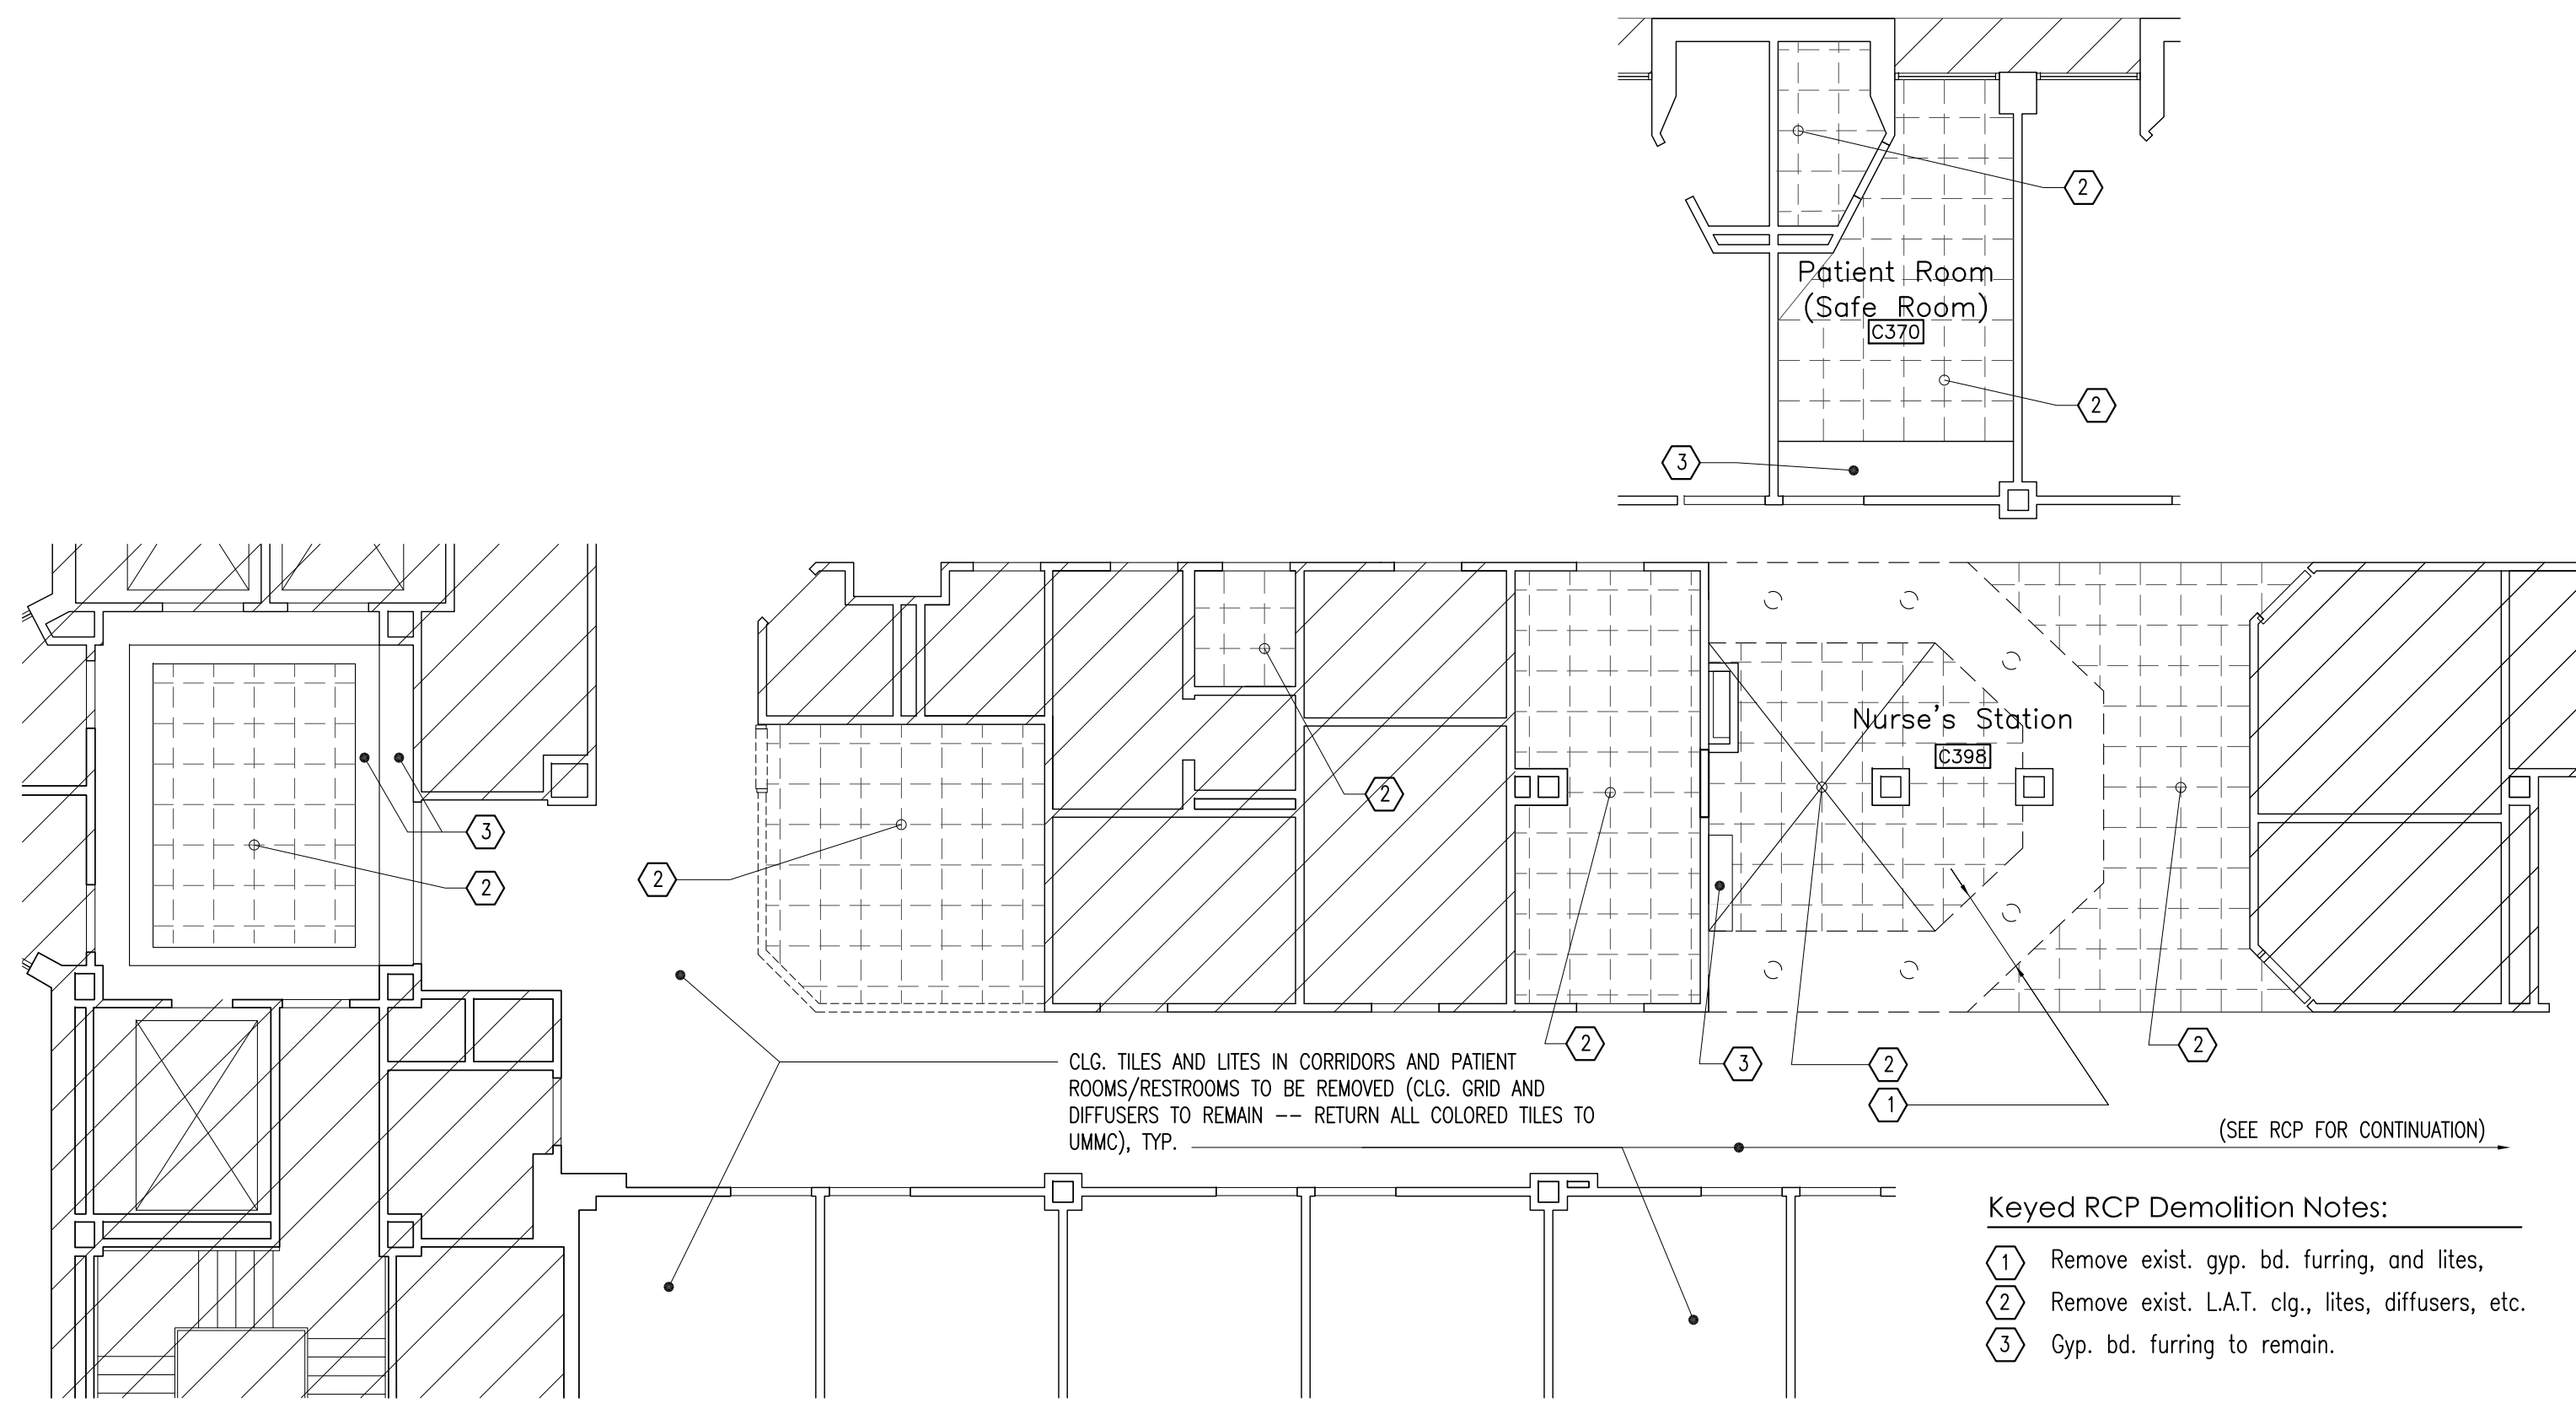 2
Patient Room
(Safe Room)
C370
2
3
Nurse's Station
C398
3
2
2
2
2
3
2
2
1
CLG. TILES AND LITES IN CORRIDORS AND PATIENT
ROOMS/RESTROOMS TO BE REMOVED (CLG. GRID AND
DIFFUSERS TO REMAIN -- RETURN ALL COLORED TILES TO
UMMC), TYP.
(SEE RCP FOR CONTINUATION)
Keyed RCP Demolition Notes:
1 Remove exist. gyp. bd. furring, and lites,
2 Remove exist. L.A.T. clg., lites, diffusers, etc.
3 Gyp. bd. furring to remain.